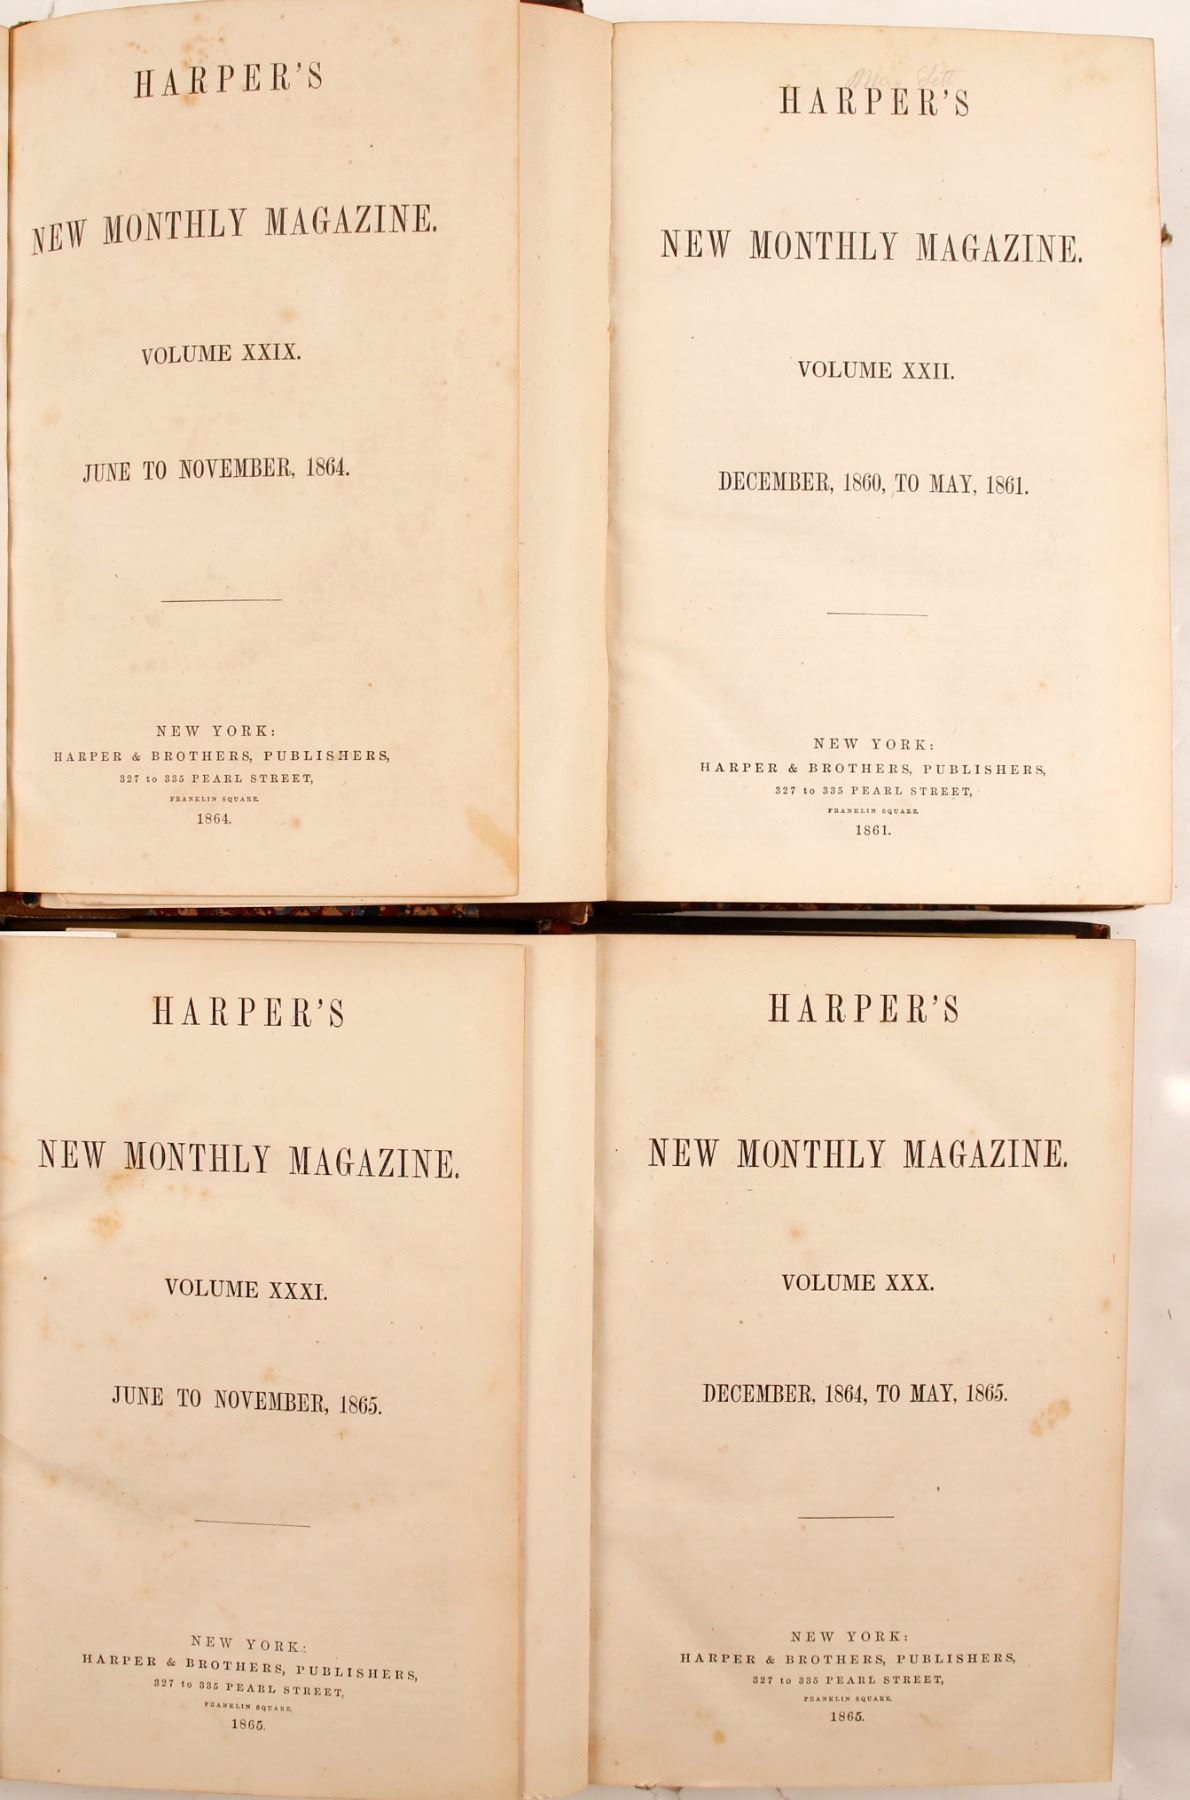 HARPER'S
NEW MONTHLY MAGAZINE.
VOLUME XXIX.
JUNE TO NOVEMBER, 1864.
NEW YORK:
HARPER & BROTHERS, PUBLISHERS,
327 to 335 PEARL STREET,
FRANKLIN SQUARE.
1864.
HARPER'S
NEW MONTHLY MAGAZINE.
VOLUME XXII.
DECEMBER, 1860, TO MAY, 1861.
NEW YORK:
HARPER & BROTHERS, PUBLISHERS,
327 to 335 PEARL STREET,
FRANKLIN SQUARE.
1861.
HARPER'S
NEW MONTHLY MAGAZINE.
VOLUME XXXI.
JUNE TO NOVEMBER, 1865.
NEW YORK:
HARPER & BROTHERS, PUBLISHERS,
327 to 335 PEARL STREET,
FRANKLIN SQUARE.
1865.
HARPER'S
NEW MONTHLY MAGAZINE.
VOLUME XXX.
DECEMBER, 1864, TO MAY, 1865.
NEW YORK:
HARPER & BROTHERS, PUBLISHERS,
327 to 335 PEARL STREET,
FRANKLIN SQUARE.
1865.